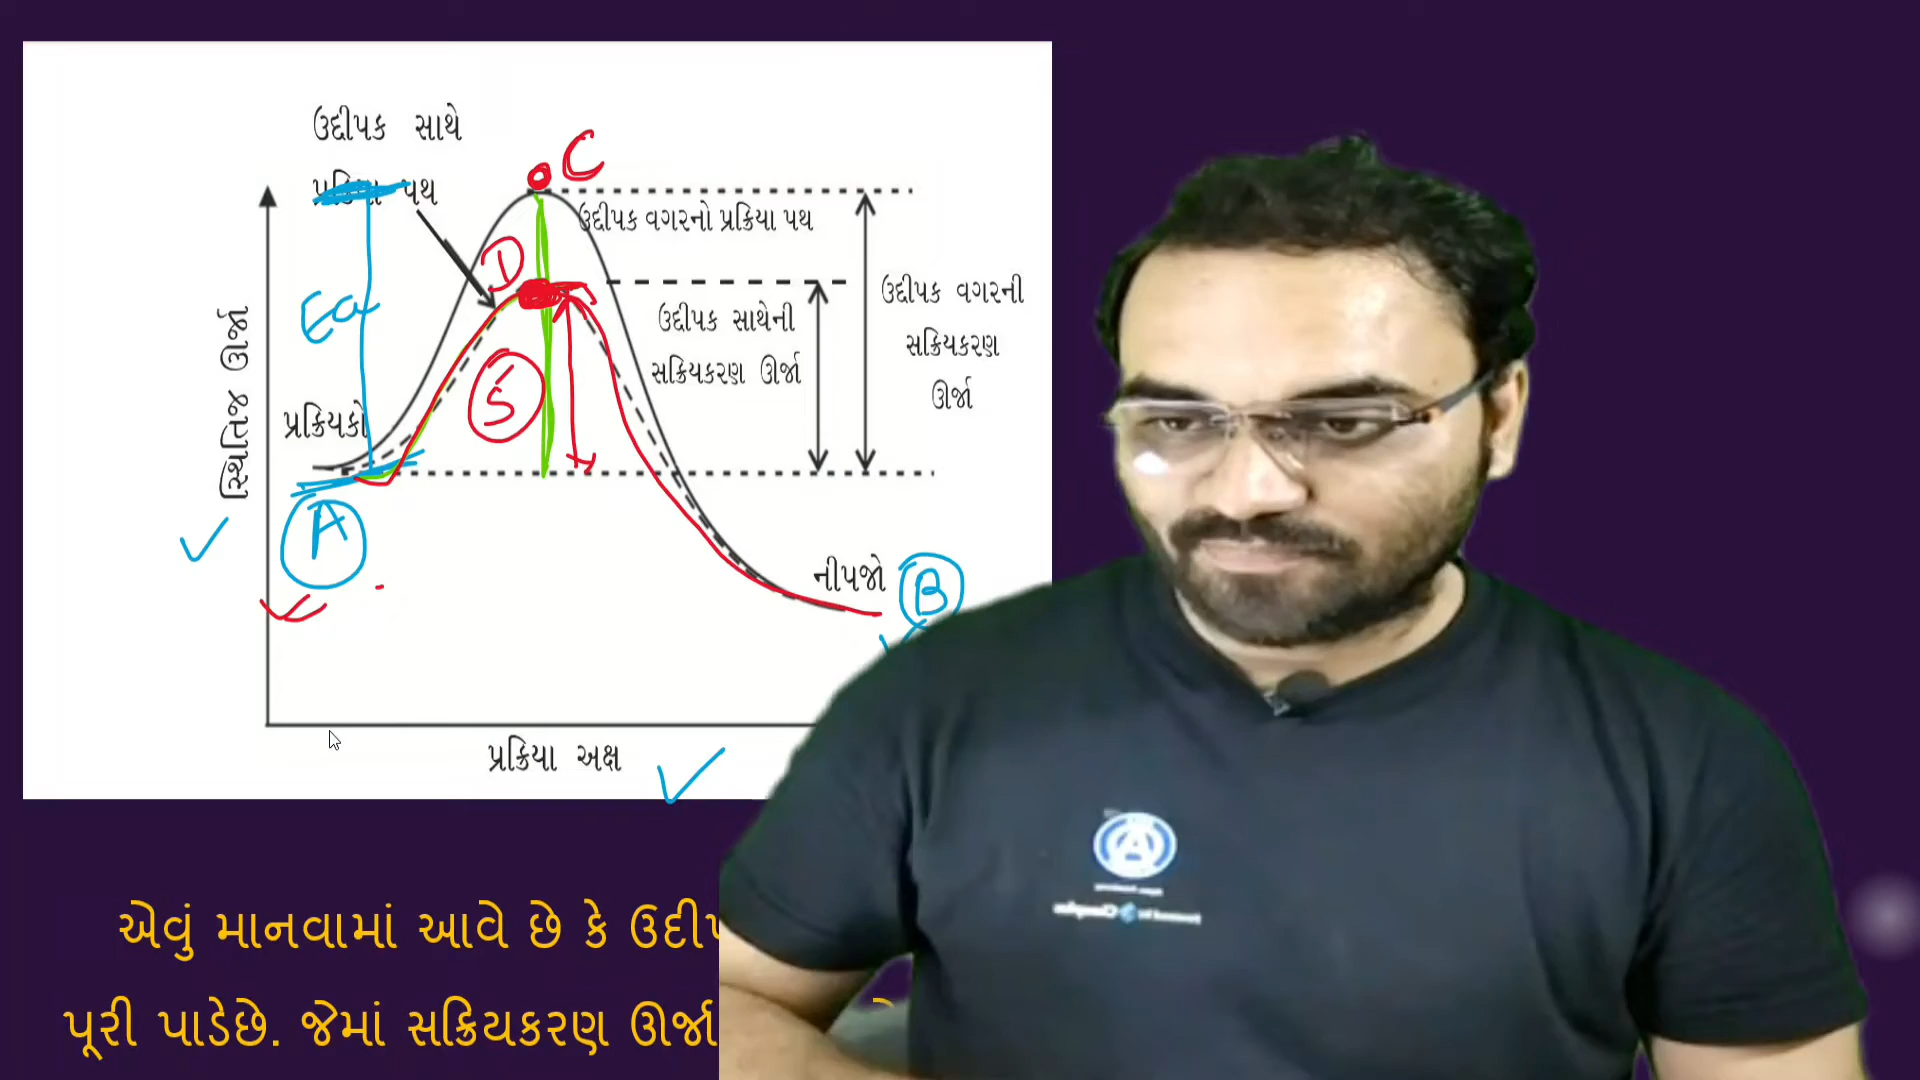 ઉદ્દીપક સાથે
પ્રક્રિયા પથ
C
ઉદ્દીપક વગરનો પ્રક્રિયા પથ
D
Ea
ઉદ્દીપક વગરની
સક્રિયકરણ
ઊર્જા
ઉદ્દીપક સાથેની
સક્રિયકરણ ઊર્જા
સ્થિતિજ ઊર્જા
પ્રક્રિયકો
A
નીપજો
B
પ્રક્રિયા અક્ષ
એવું માનવામાં આવે છે કે
પૂરી પાડેછે. જેમાં સક્રિયકરણ ઊર્જા